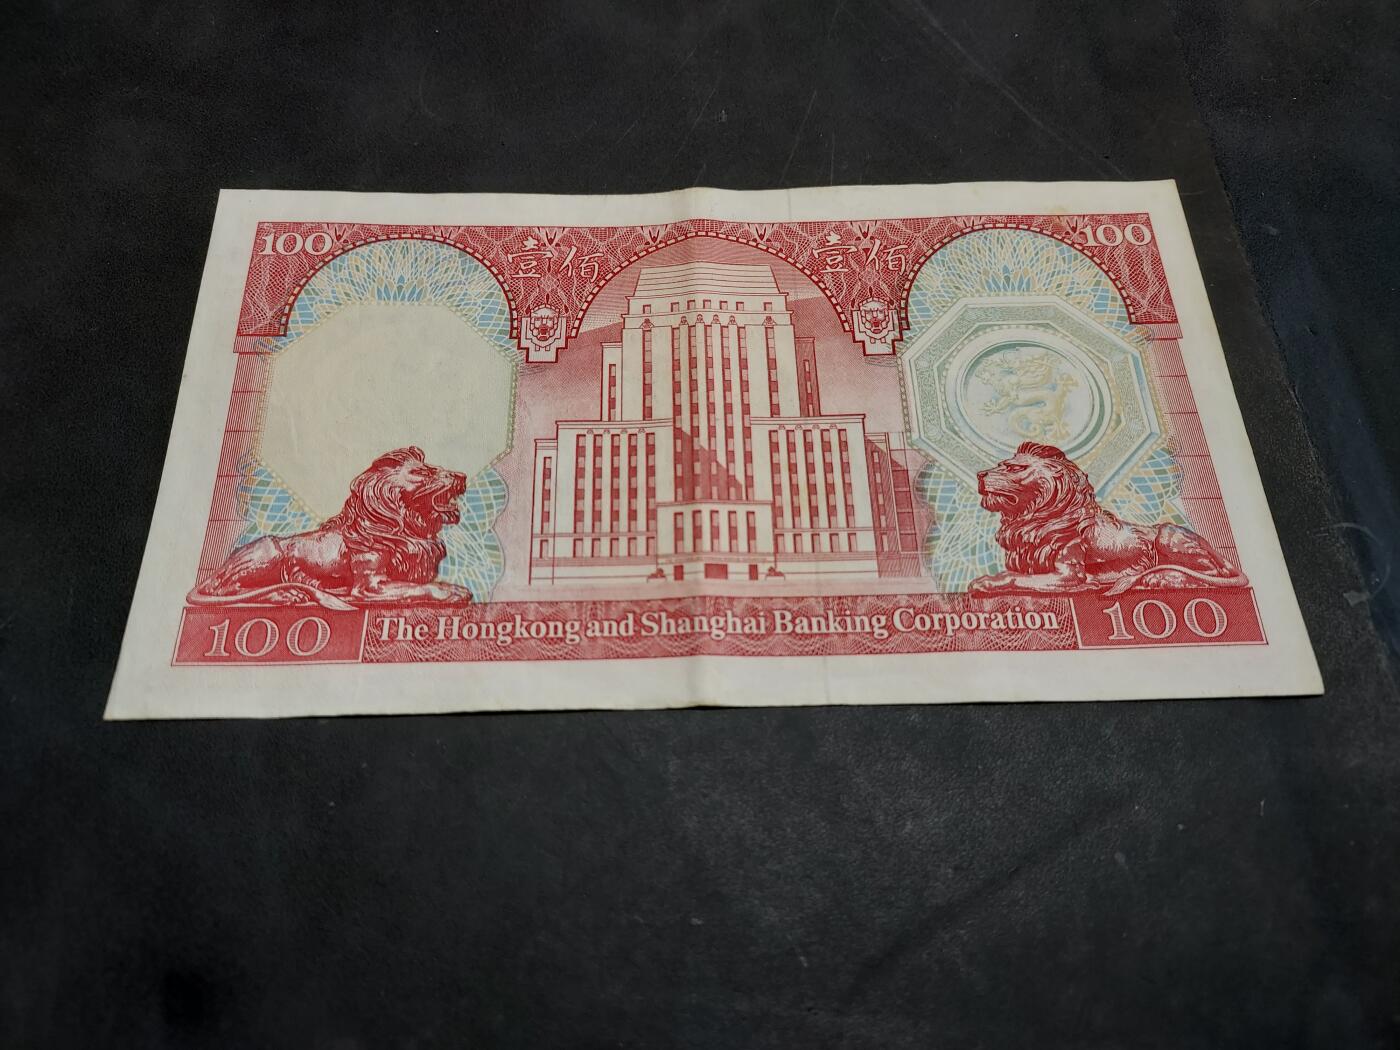 100 壹佰 壹佰 100
100 The Hongkong and Shanghai Banking Corporation 100